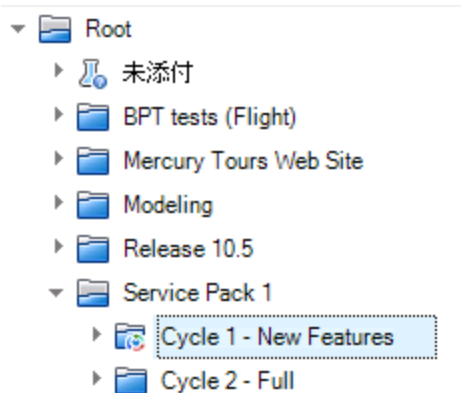 Root
未添付
BPT tests (Flight)
Mercury Tours Web Site
Modeling
Release 10.5
Service Pack 1
Cycle 1 - New Features
Cycle 2 - Full